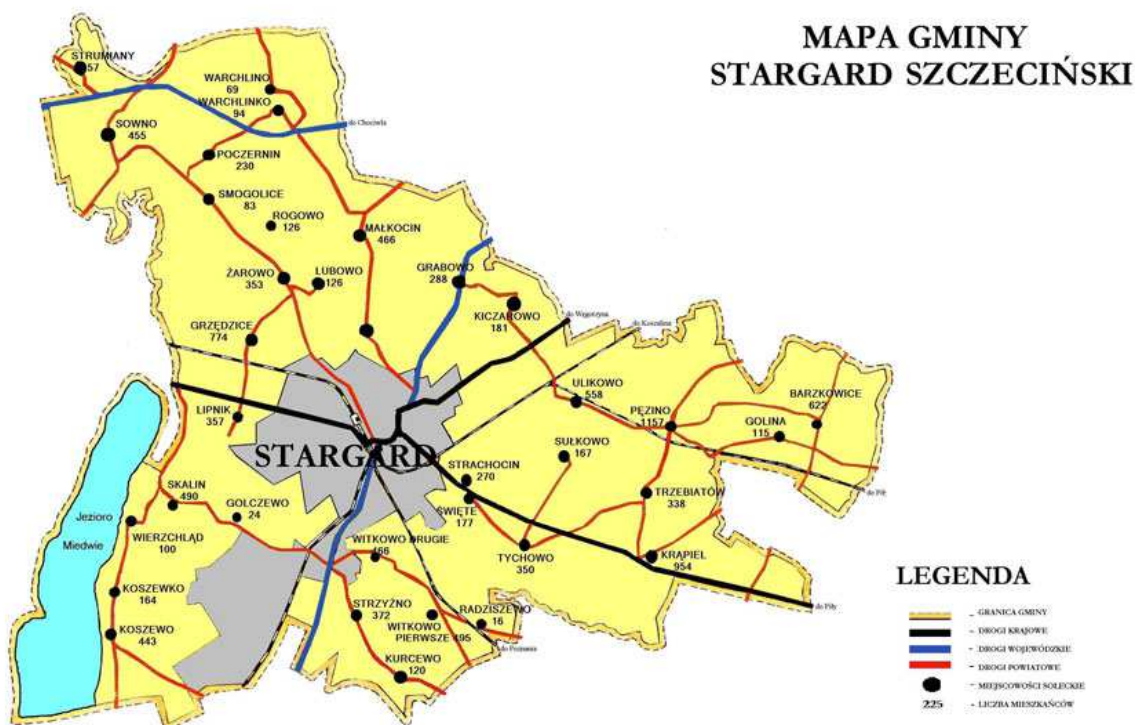 MAPA GMINY
STARGARD SZCZECIŃSKI
STRUMIANY
57
WARCHLINO
69
WARCHLINKO
94
do Chociwla
SOWNO
455
POCZERNIN
230
SMOGOLICE
83
ROGOWO
126
MAŁKOCIN
466
GRABOWO
288
ŻAROWO
353
LUBOWO
126
KICZAROWO
181
do Węgorzyna
do Koszalina
GRZĘDZICE
774
ULIKOWO
558
BARZKOWICE
622
PĘZINO
1157
GOLINA
115
LIPNIK
357
STARGARD
SUŁKOWO
167
STRACHOCIN
270
do Piły
SKALIN
490
GOLCZEWO
24
ŚWIĘTE
177
TRZEBIATÓW
338
Jezioro
Miedwie
WIERZCHLĄD
100
WITKOWO DRUGIE
466
TYCHOWO
350
KRĄPIEL
954
KOSZEWKO
164
STRZYŻNO
372
WITKOWO
PIERWSZE 495
RADZISZEWO
16
do Piły
KOSZEWO
443
do Poznania
KURCEWO
120
LEGENDA
- GRANICA GMINY
- DROGI KRAJOWE
- DROGI WOJEWÓDZKIE
- DROGI POWIATOWE
- MIEJSCOWOŚCI SOŁECKIE
225 - LICZBA MIESZKAŃCÓW